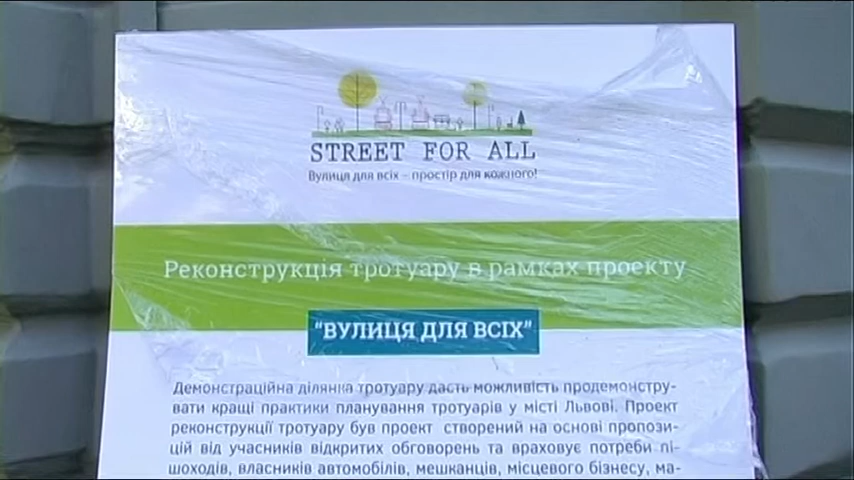 STREET FOR ALL
Вулиця для всіх – простір для кожного!
Реконструкція тротуару в рамках проекту
“ВУЛИЦЯ ДЛЯ ВСІХ”
Демонстраційна ділянка тротуару дасть можливість продемонстру-
вати кращі практики планування тротуарів у місті Львові. Проект
реконструкції тротуару був проект створений на основі пропози-
цій від учасників відкритих обговорень та враховує потреби пі-
шоходів, власників автомобілів, мешканців, місцевого бізнесу, ма-